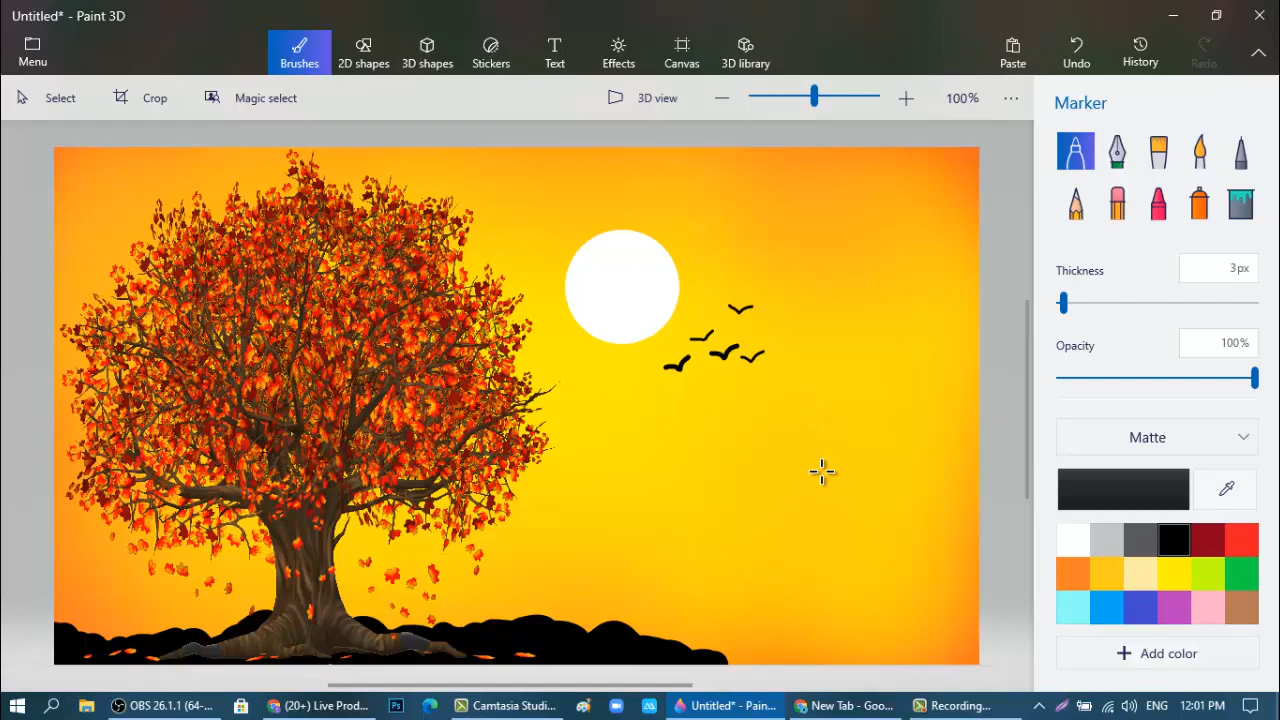 Untitled* - Paint 3D
Menu
Brushes
2D shapes
3D shapes
Stickers
Text
Effects
Canvas
3D library
Paste
Undo
History
Redo
Select
Crop
Magic select
3D view
100%
Marker
Thickness
3px
Opacity
100%
Matte
Add color
OBS 26.1.1 (64-...
(20+) Live Prod...
Ps
Camtasia Studi...
Untitled* - Pain...
New Tab - Goo...
Recording...
ENG
12:01 PM